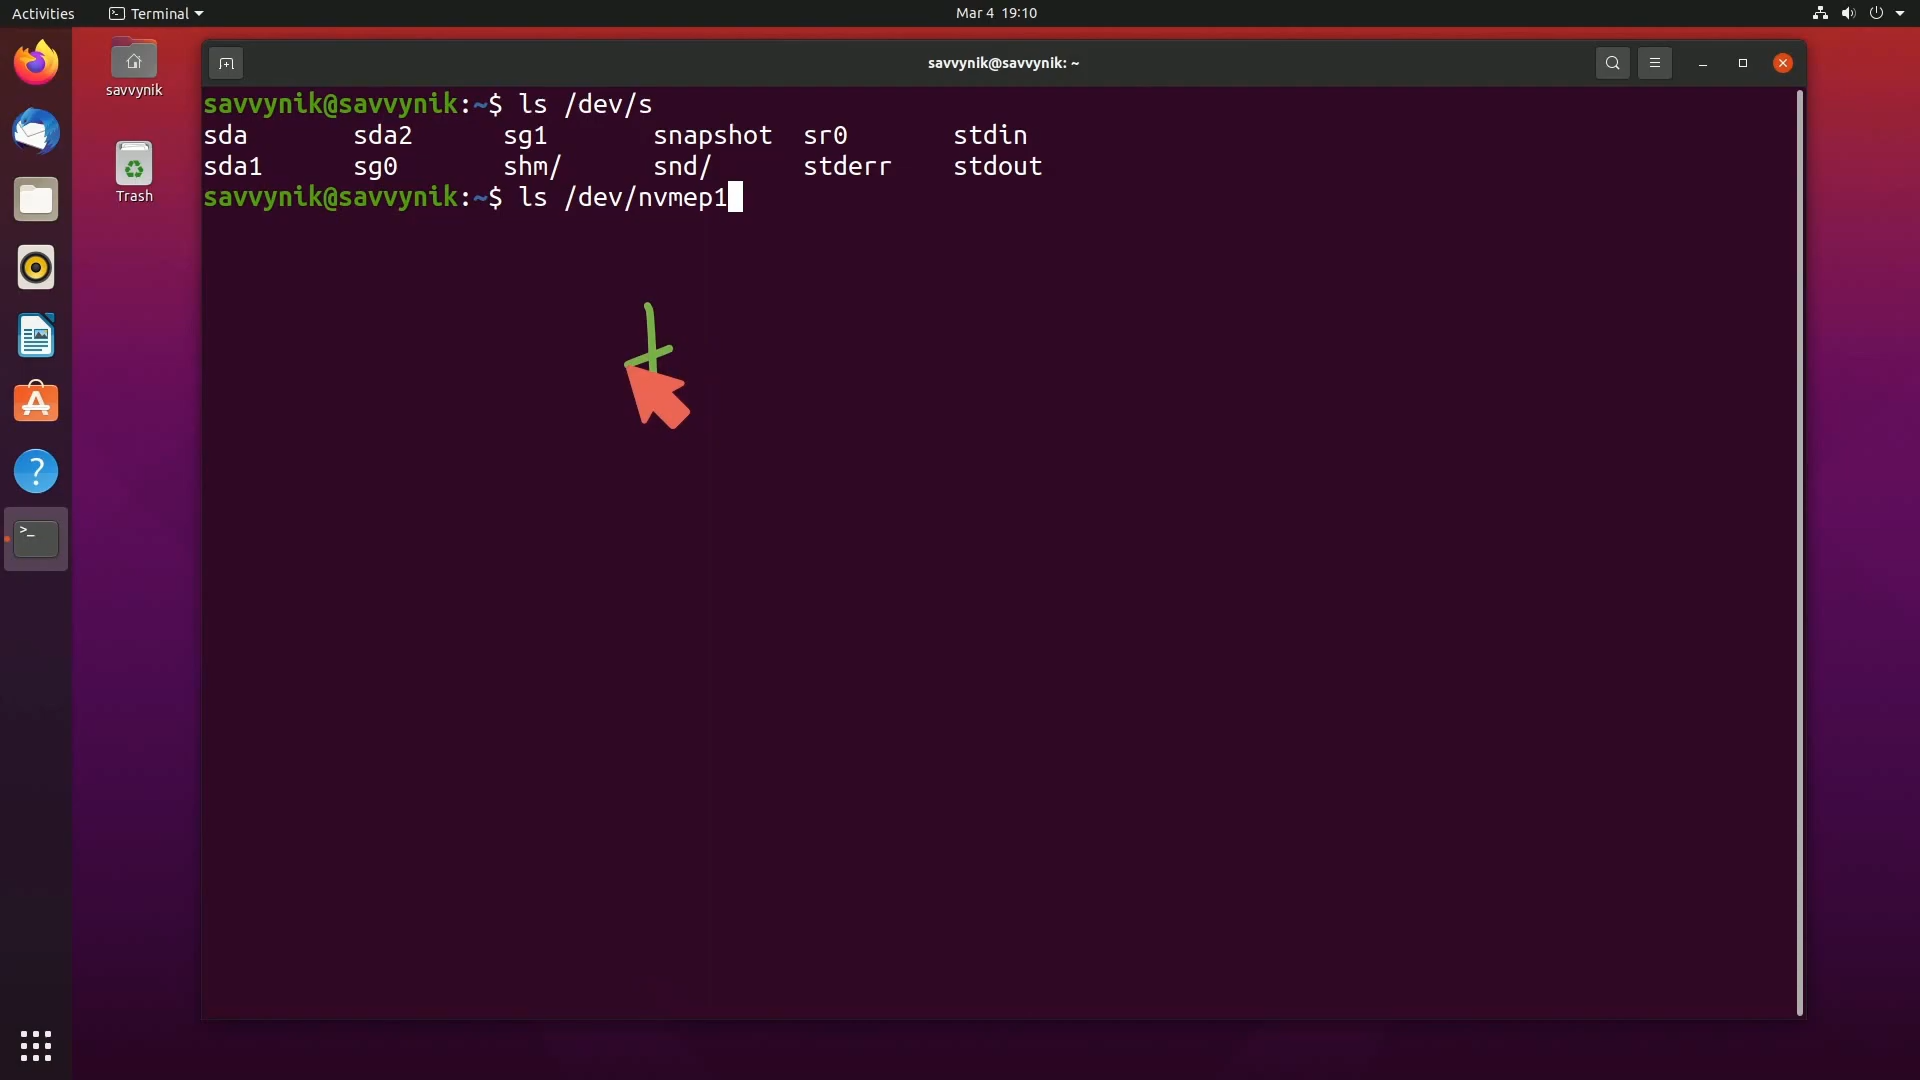 Activities Terminal Mar 4 19:10
savvynik
Trash
savvynik@savvynik: ~
savvynik@savvynik:~$ ls /dev/s
sda sda2 sg1 snapshot sr0 stdin
sda1 sg0 shm/ snd/ stderr stdout
savvynik@savvynik:~$ ls /dev/nvmep1